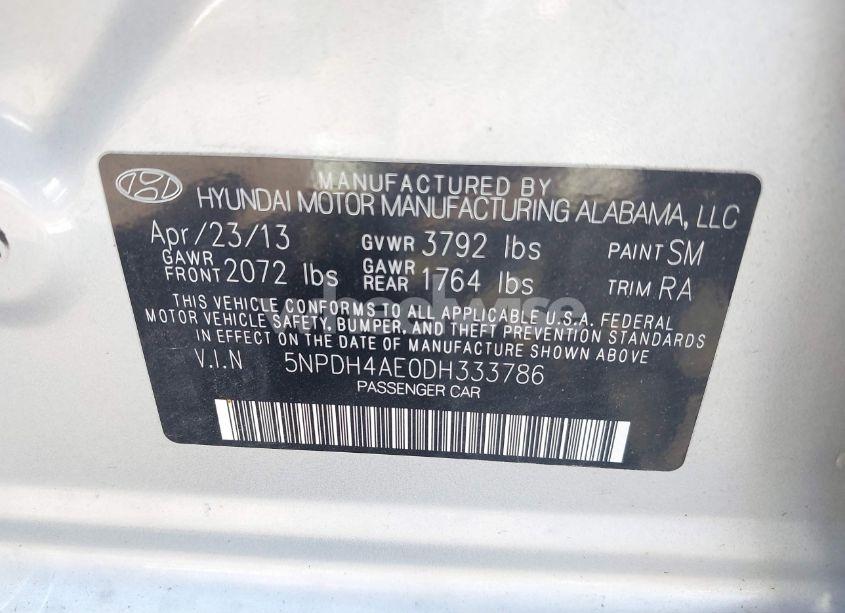 MANUFACTURED BY
HYUNDAI MOTOR MANUFACTURING ALABAMA, LLC
Apr/23/13 GVWR 3792 lbs PAINT SM
GAWR FRONT 2072 lbs GAWR REAR 1764 lbs TRIM RA
THIS VEHICLE CONFORMS TO ALL APPLICABLE U.S.A. FEDERAL
MOTOR VEHICLE SAFETY, BUMPER, AND THEFT PREVENTION STANDARDS
IN EFFECT ON THE DATE OF MANUFACTURE SHOWN ABOVE
V.I.N 5NPDH4AE0DH333786
PASSENGER CAR